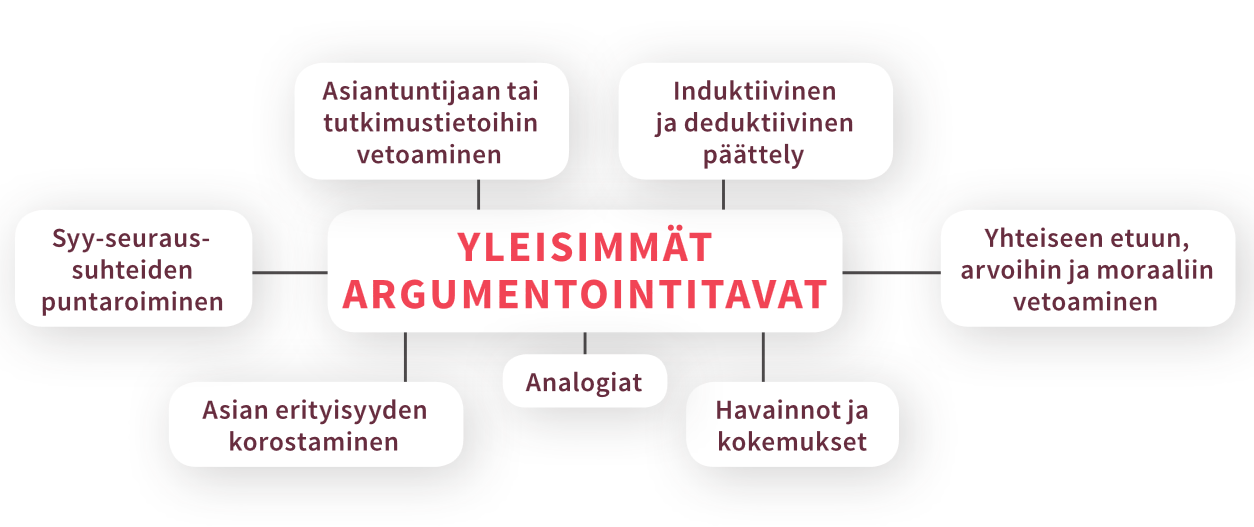 Asiantuntijaan tai
tutkimustietoihin
vetoaminen
Induktiivinen
ja deduktiivinen
päättely
Syy-seuraus-
suhteiden
puntaroiminen
YLEISIMMÄT
ARGUMENTOINTITAVAT
Yhteiseen etuun,
arvoihin ja moraaliin
vetoaminen
Asian erityisyyden
korostaminen
Analogiat
Havainnot ja
kokemukset